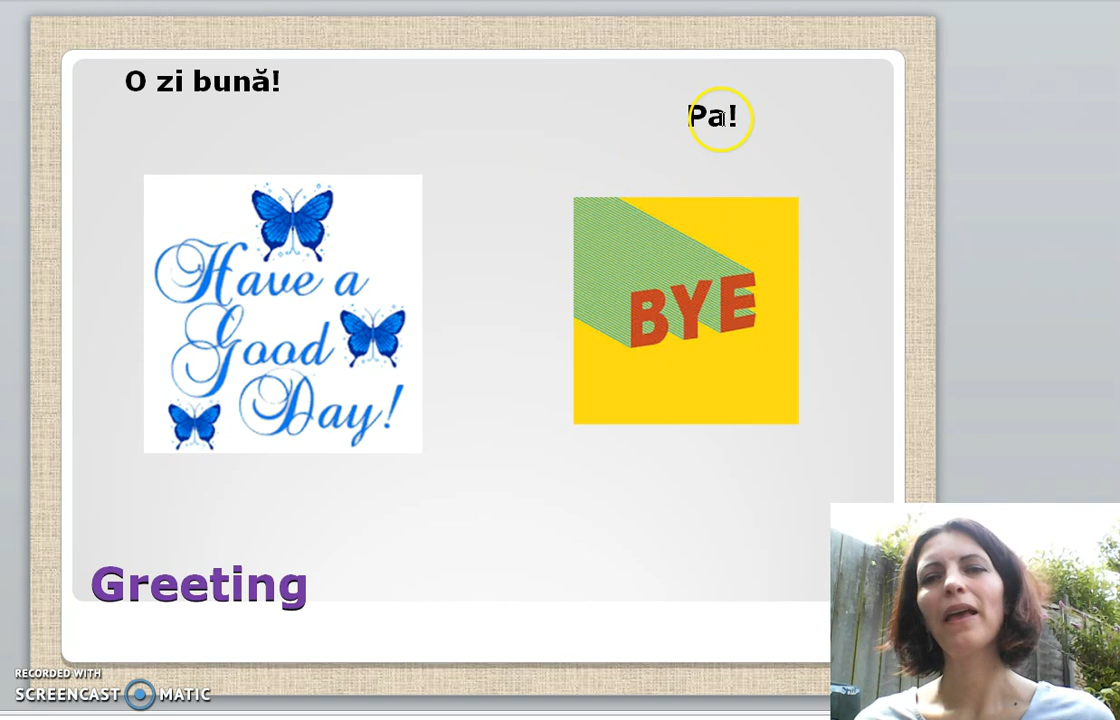 O zi bună!
Pa!
Have a
Good
Day!
BYE
Greeting
RECORDED WITH
SCREENCAST MATIC